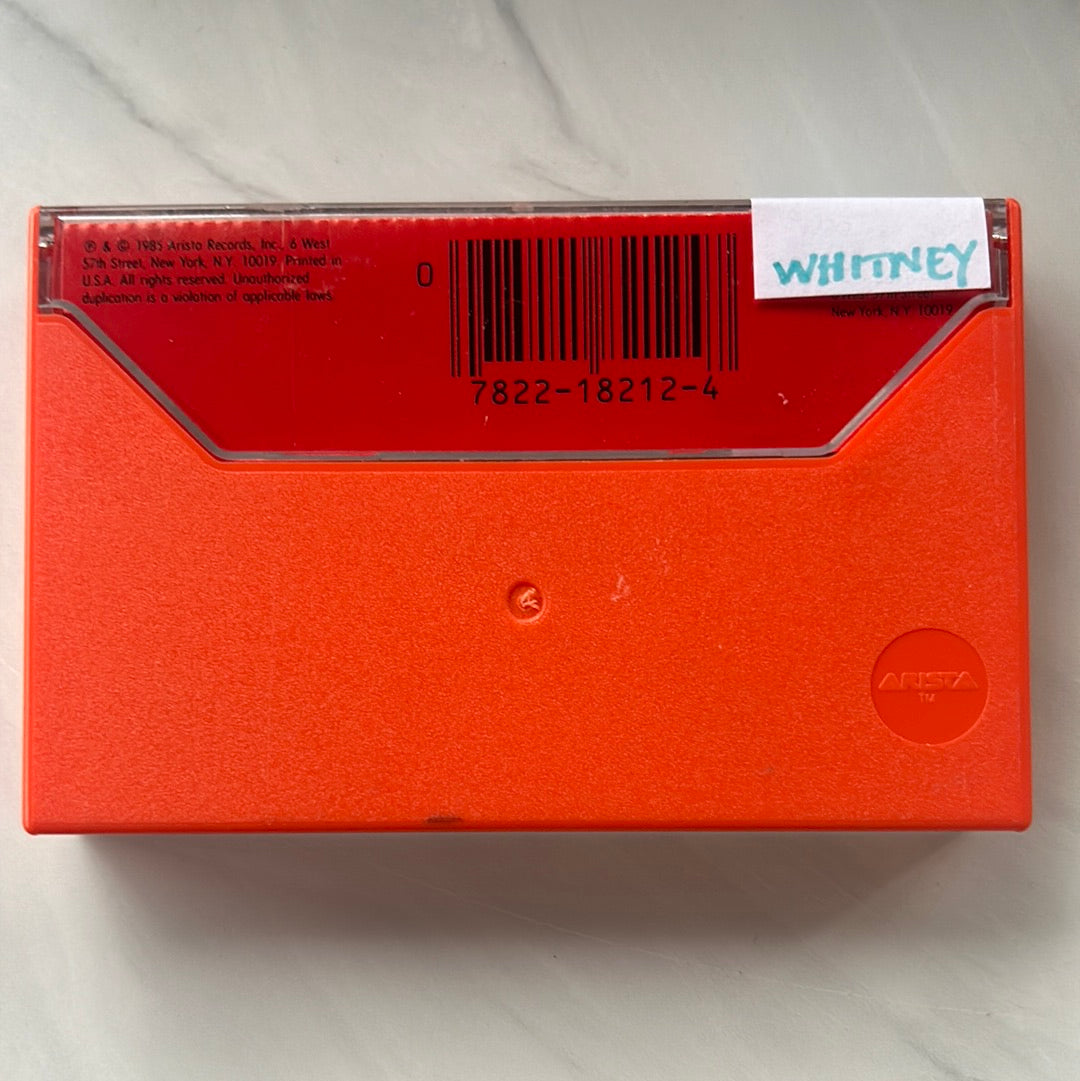 ℗ & © 1985 Arista Records, Inc., 6 West
57th Street, New York, N.Y. 10019. Printed in
U.S.A. All rights reserved. Unauthorized
duplication is a violation of applicable laws.
0
7822-18212-4
WHITNEY
New York, N.Y. 10019
ARISTA
TM